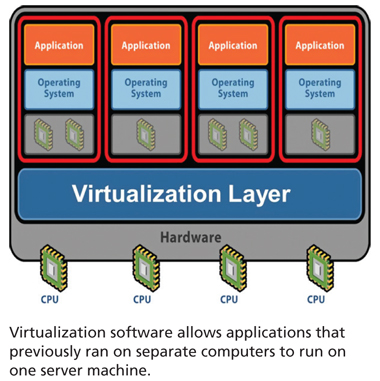 Application Application Application Application
Operating System Operating System Operating System Operating System
Virtualization Layer
Hardware
CPU CPU CPU CPU
Virtualization software allows applications that
previously ran on separate computers to run on
one server machine.